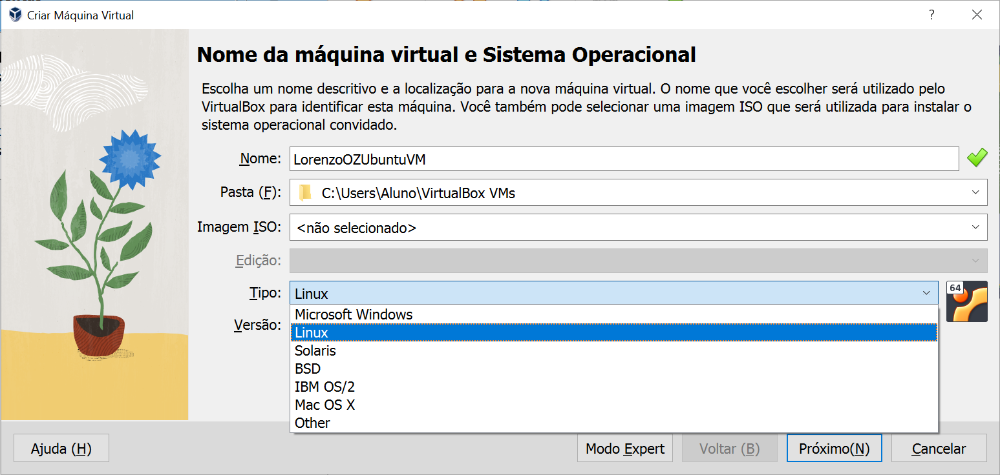 Criar Máquina Virtual
?
Nome da máquina virtual e Sistema Operacional
Escolha um nome descritivo e a localização para a nova máquina virtual. O nome que você escolher será utilizado pelo
VirtualBox para identificar esta máquina. Você também pode selecionar uma imagem ISO que será utilizada para instalar o
sistema operacional convidado.
Nome: LorenzoOZUbuntuVM
Pasta (F): C:\Users\Aluno\VirtualBox VMs
Imagem ISO: <não selecionado>
Edição:
Tipo: Linux
64
Microsoft Windows
Versão:
Linux
Solaris
BSD
IBM OS/2
Mac OS X
Other
Ajuda (H) Modo Expert Voltar (B) Próximo(N) Cancelar